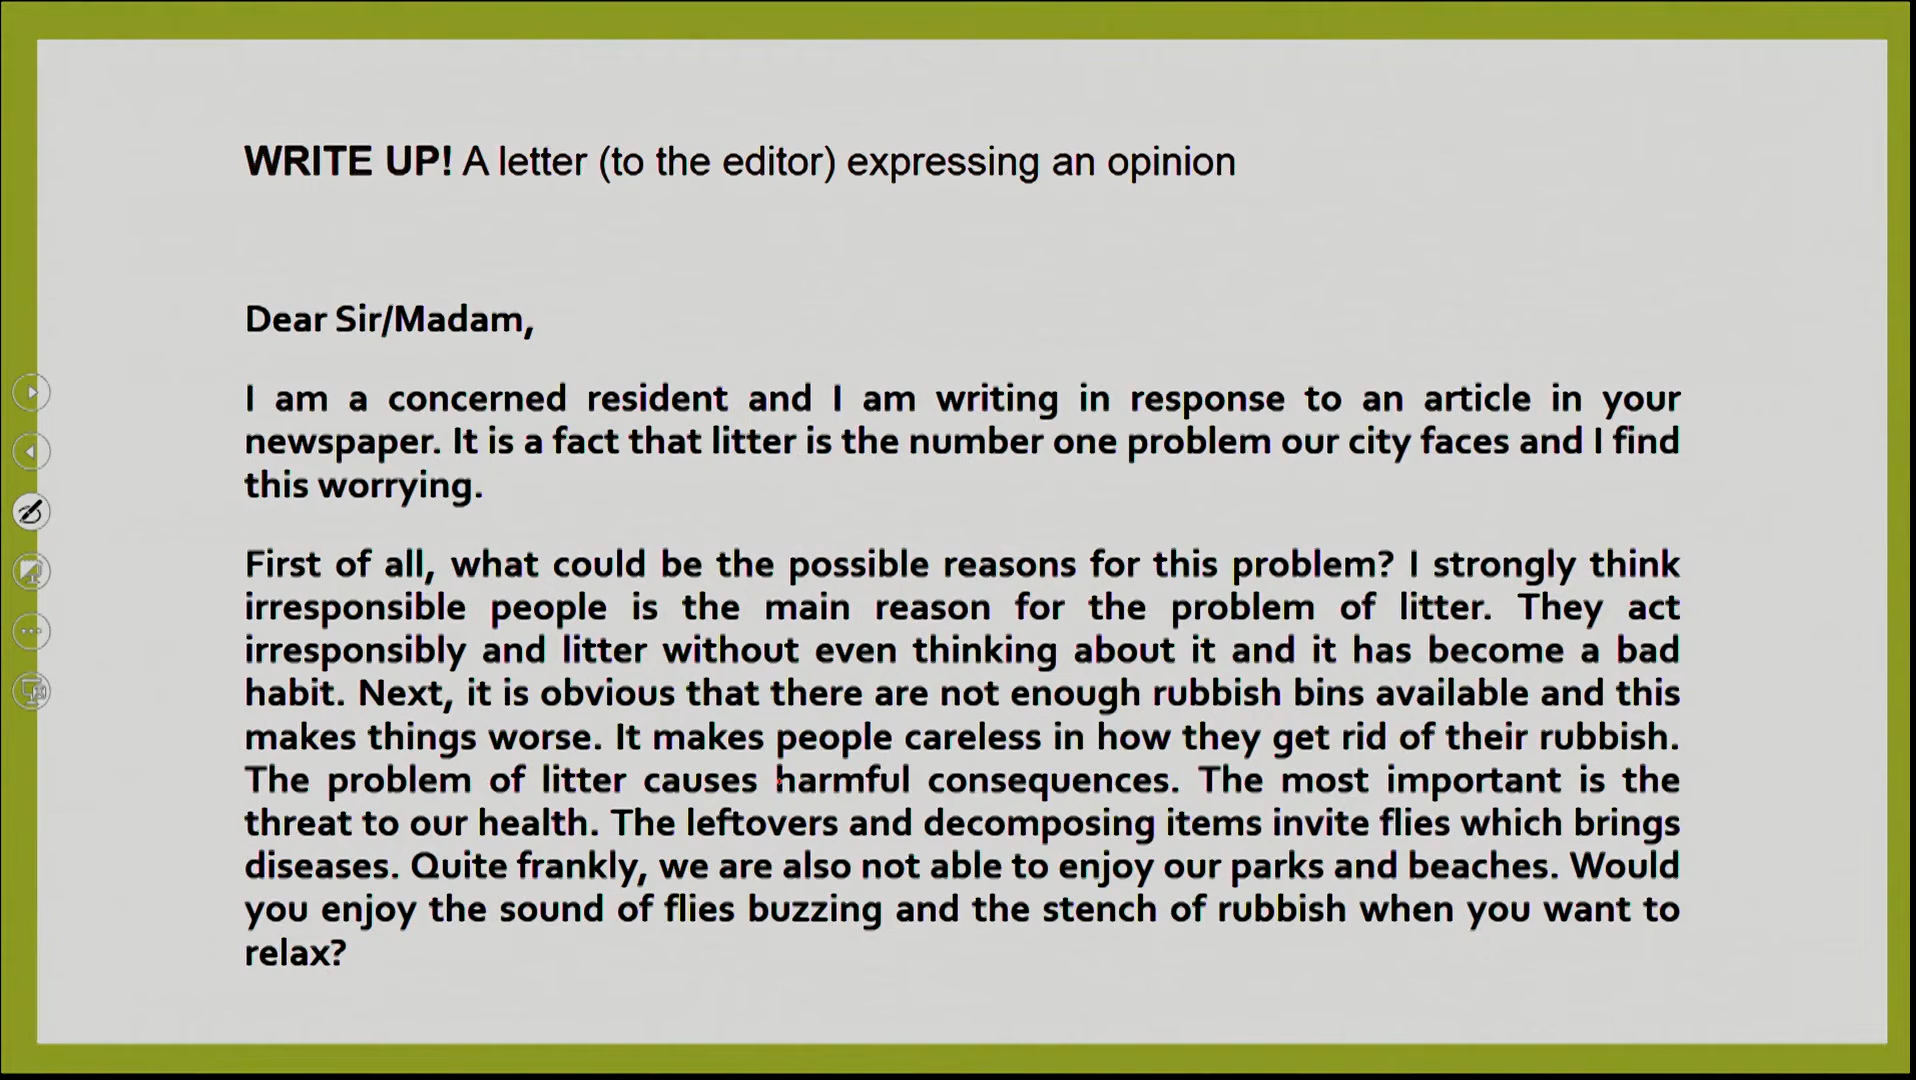 WRITE UP! A letter (to the editor) expressing an opinion
Dear Sir/Madam,
I am a concerned resident and I am writing in response to an article in your
newspaper. It is a fact that litter is the number one problem our city faces and I find
this worrying.
First of all, what could be the possible reasons for this problem? I strongly think
irresponsible people is the main reason for the problem of litter. They act
irresponsibly and litter without even thinking about it and it has become a bad
habit. Next, it is obvious that there are not enough rubbish bins available and this
makes things worse. It makes people careless in how they get rid of their rubbish.
The problem of litter causes harmful consequences. The most important is the
threat to our health. The leftovers and decomposing items invite flies which brings
diseases. Quite frankly, we are also not able to enjoy our parks and beaches. Would
you enjoy the sound of flies buzzing and the stench of rubbish when you want to
relax?